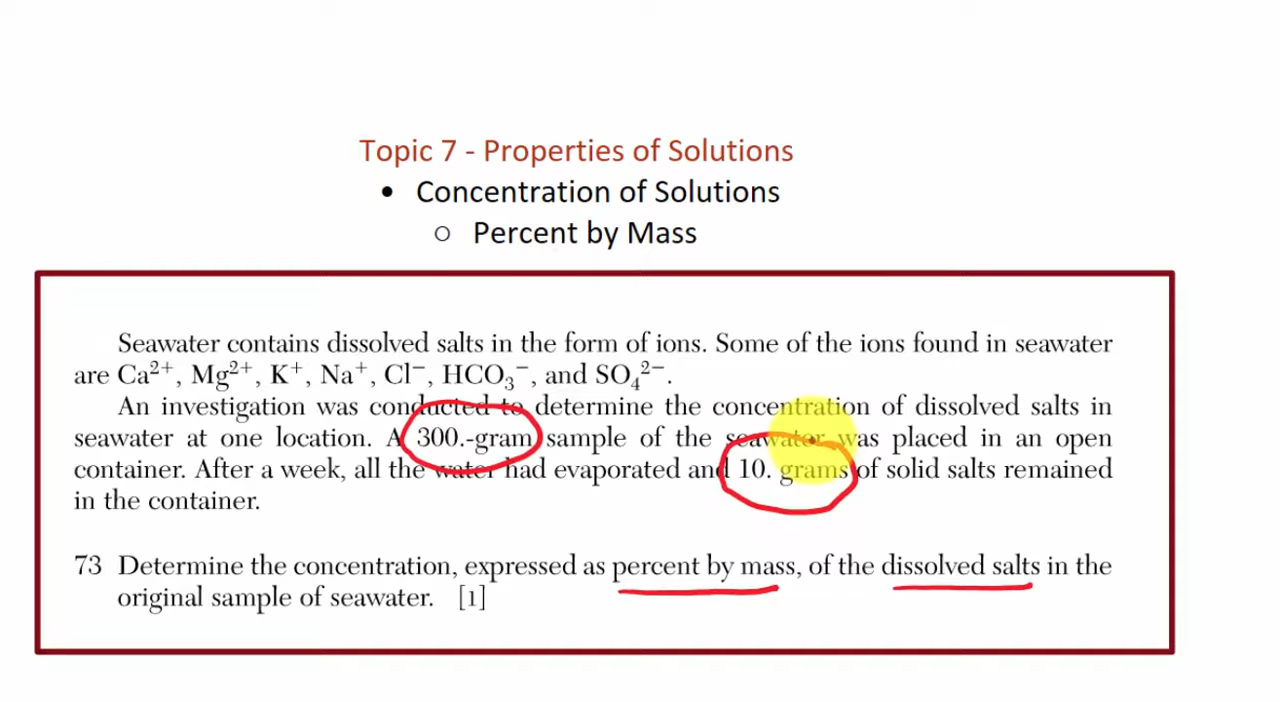 Topic 7 - Properties of Solutions
• Concentration of Solutions
○ Percent by Mass
Seawater contains dissolved salts in the form of ions. Some of the ions found in seawater
are Ca²⁺, Mg²⁺, K⁺, Na⁺, Cl⁻, HCO₃⁻, and SO₄²⁻.
An investigation was conducted to determine the concentration of dissolved salts in
seawater at one location. A 300.-gram sample of the seawater was placed in an open
container. After a week, all the water had evaporated and 10. grams of solid salts remained
in the container.
73 Determine the concentration, expressed as percent by mass, of the dissolved salts in the
original sample of seawater. [1]